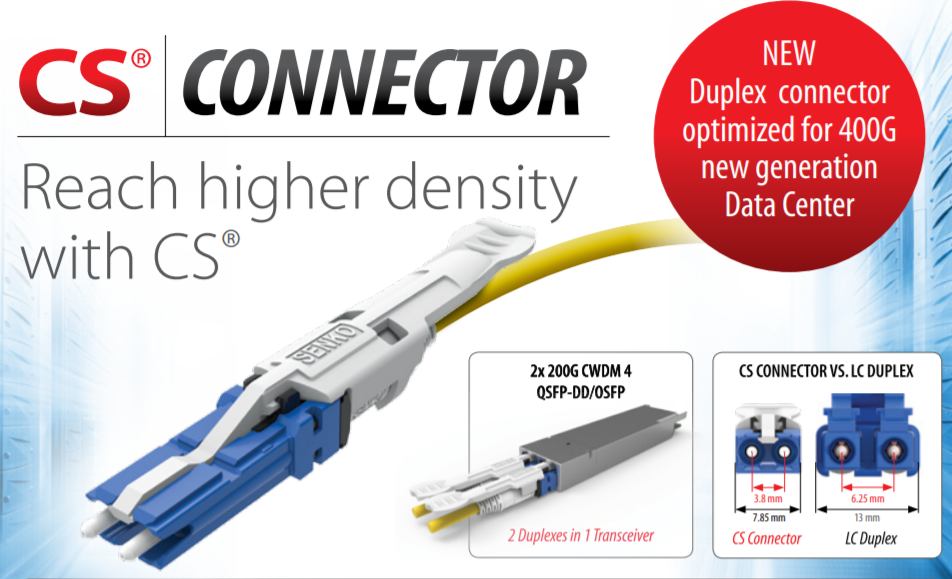 CS® CONNECTOR
Reach higher density
with CS®
NEW
Duplex connector
optimized for 400G
new generation
Data Center
SENKO
2x 200G CWDM 4
QSFP-DD/OSFP
2 Duplexes in 1 Transceiver
CS CONNECTOR VS. LC DUPLEX
3.8 mm
7.85 mm
CS Connector
6.25 mm
13 mm
LC Duplex